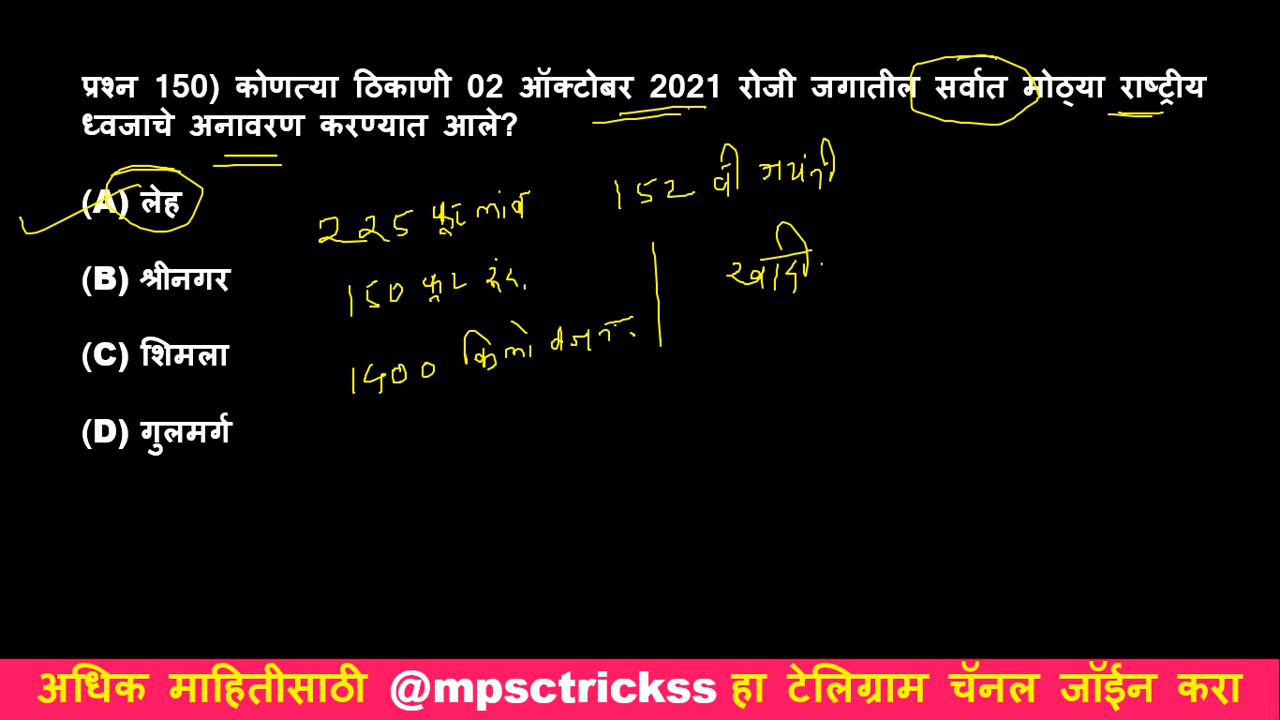 प्रश्न 150) कोणत्या ठिकाणी 02 ऑक्टोबर 2021 रोजी जगातील सर्वात मोठ्या राष्ट्रीय
ध्वजाचे अनावरण करण्यात आले?
(A) लेह
225 फूट लांब
152 वी जयंती
(B) श्रीनगर
150 फूट रुंद.
खादी.
(C) शिमला
1400 किलो वजन.
(D) गुलमर्ग
अधिक माहितीसाठी @mpsctrickss हा टेलिग्राम चॅनल जॉईन करा